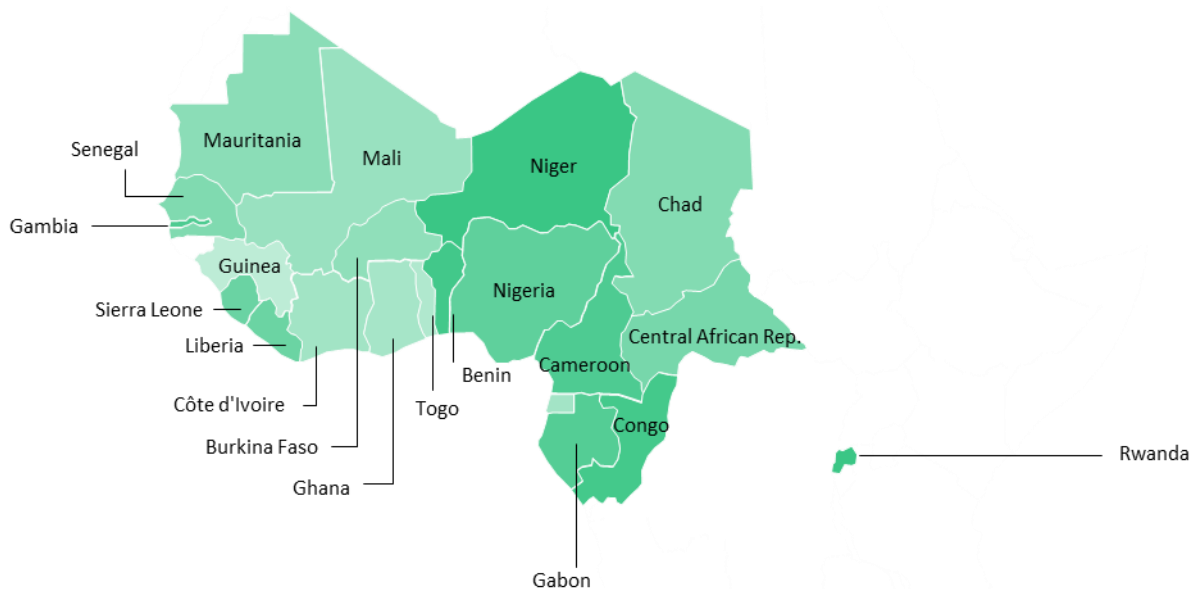 Mauritania
Senegal
Mali
Niger
Chad
Gambia
Guinea
Nigeria
Sierra Leone
Liberia
Central African Rep.
Cameroon
Benin
Côte d'Ivoire
Togo
Congo
Burkina Faso
Rwanda
Ghana
Gabon